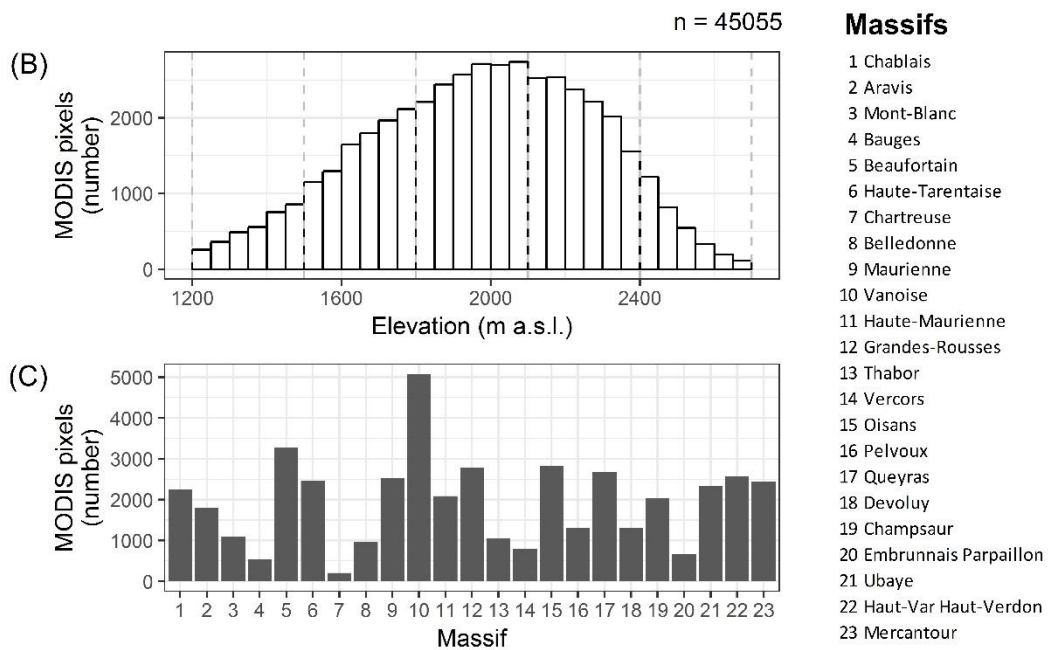 n = 45055
(B)
MODIS pixels
(number)
2000
1000
0
1200 1600 2000 2400
Elevation (m a.s.l.)
(C)
MODIS pixels
(number)
5000
4000
3000
2000
1000
0
1 2 3 4 5 6 7 8 9 10 11 12 13 14 15 16 17 18 19 20 21 22 23
Massif
Massifs
1 Chablais
2 Aravis
3 Mont-Blanc
4 Bauges
5 Beaufortain
6 Haute-Tarentaise
7 Chartreuse
8 Belledonne
9 Maurienne
10 Vanoise
11 Haute-Maurienne
12 Grandes-Rousses
13 Thabor
14 Vercors
15 Oisans
16 Pelvoux
17 Queyras
18 Devoluy
19 Champsaur
20 Embrunnais Parpaillon
21 Ubaye
22 Haut-Var Haut-Verdon
23 Mercantour